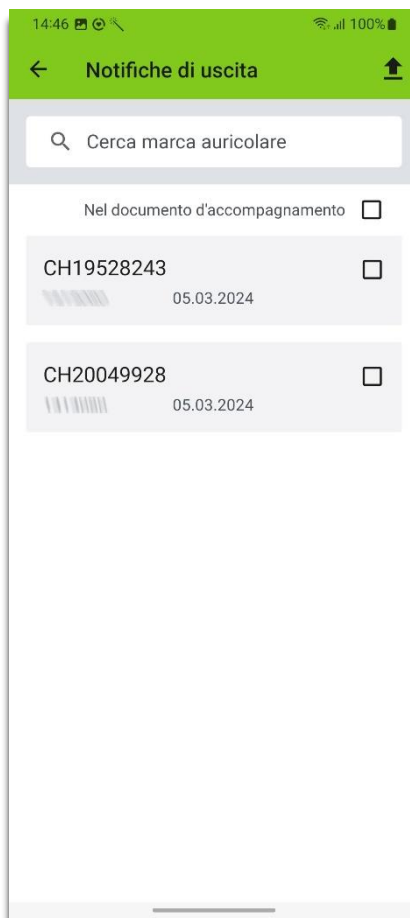 14:46 100%
Notifiche di uscita
Cerca marca auricolare
Nel documento d'accompagnamento
CH19528243
05.03.2024
CH20049928
05.03.2024